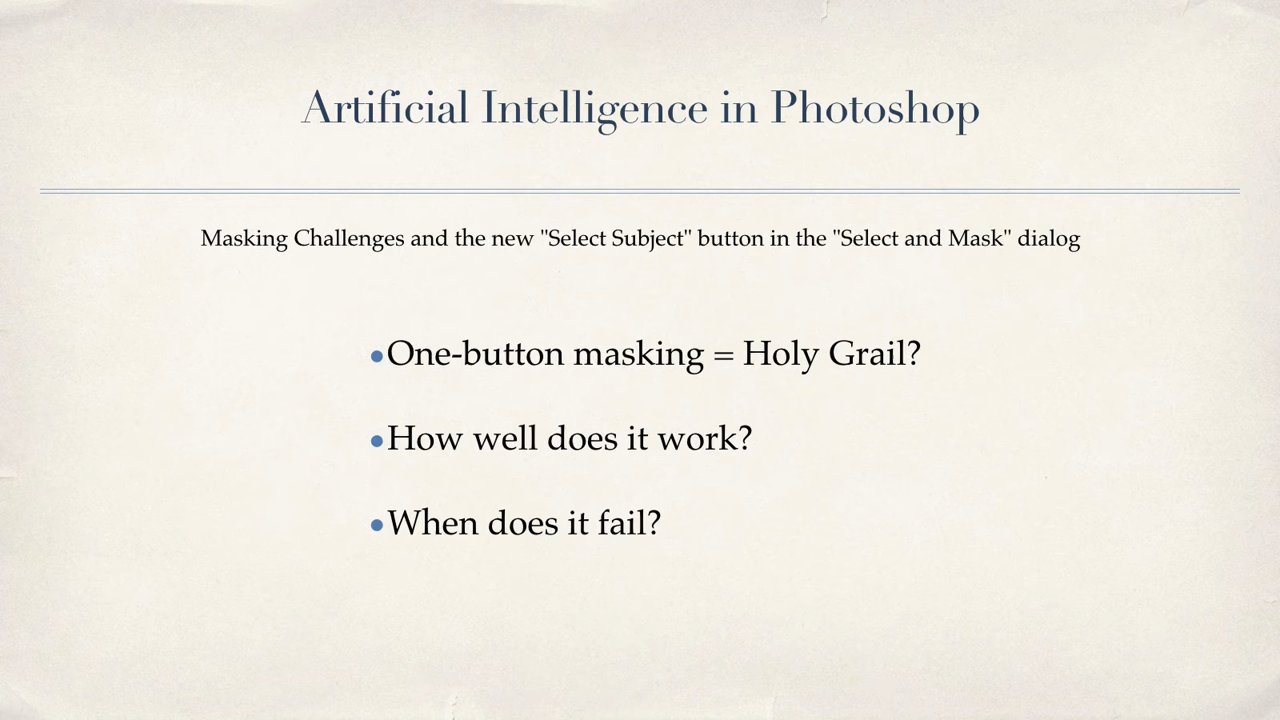 Artificial Intelligence in Photoshop
Masking Challenges and the new "Select Subject" button in the "Select and Mask" dialog
•One-button masking = Holy Grail?
•How well does it work?
•When does it fail?